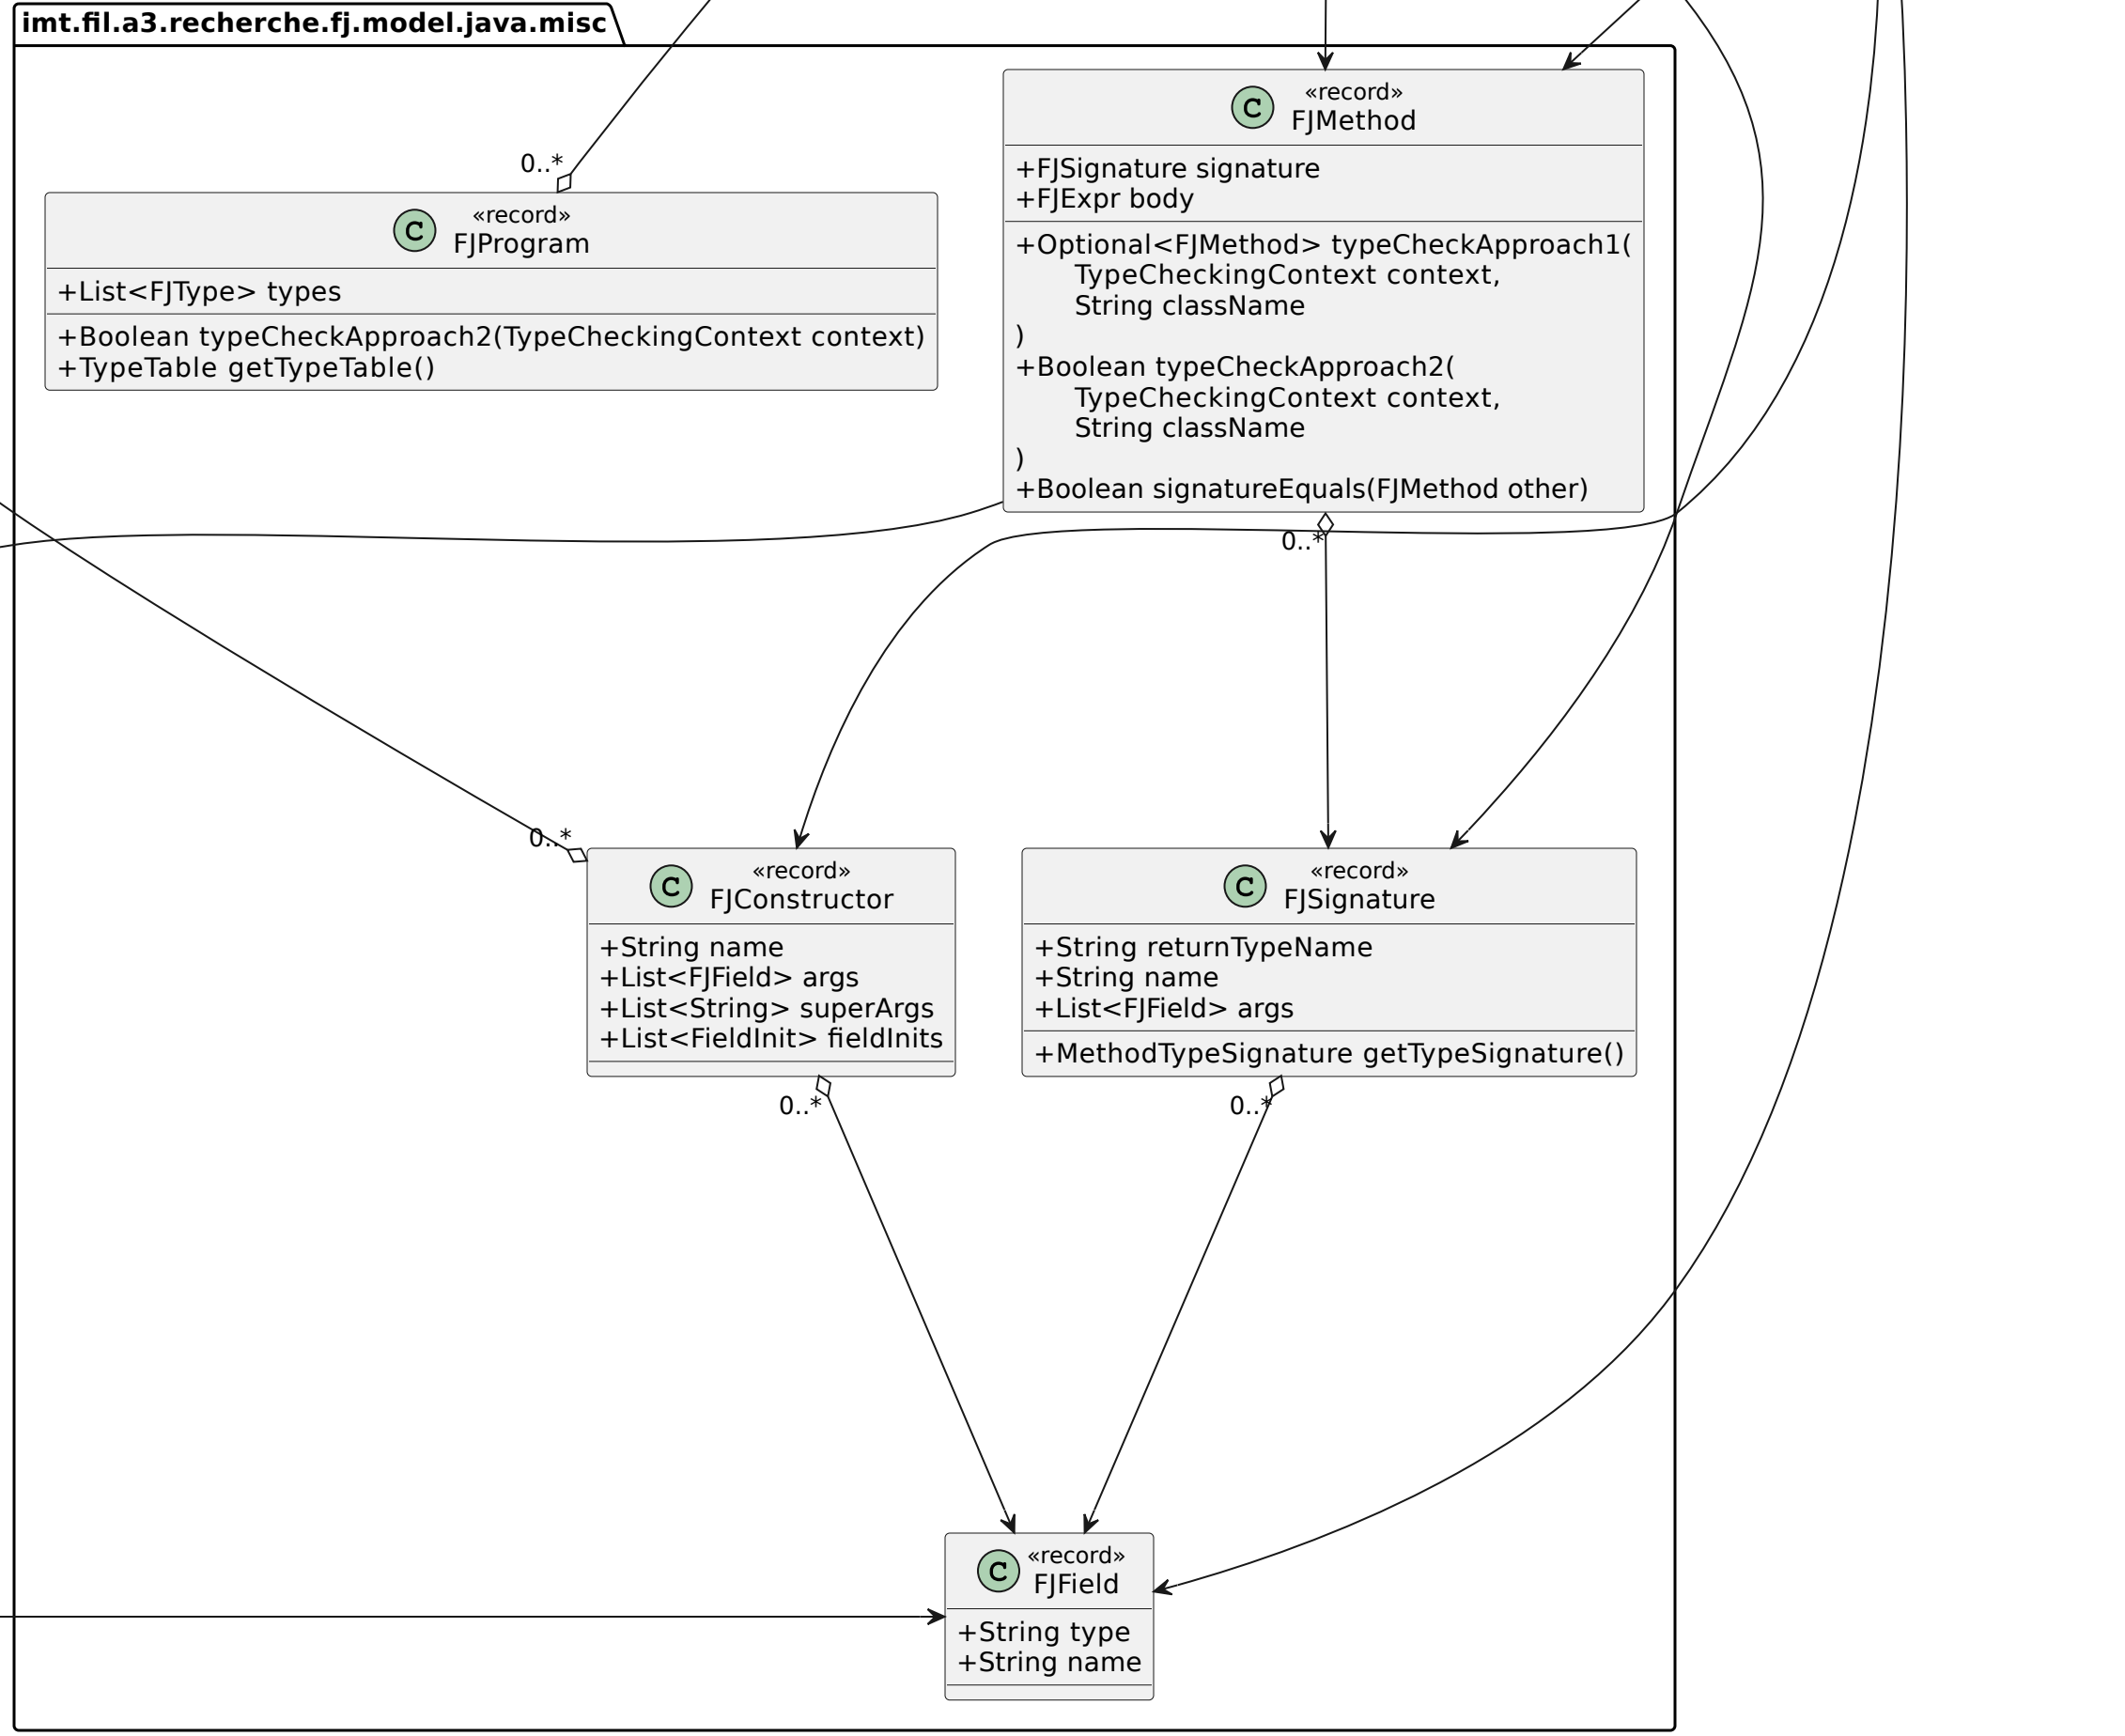 imt.fil.a3.recherche.fj.model.java.misc
0..*
C
«record»
FJProgram
+List<FJType> types
+Boolean typeCheckApproach2(TypeCheckingContext context)
+TypeTable getTypeTable()
C
«record»
FJMethod
+FJSignature signature
+FJExpr body
+Optional<FJMethod> typeCheckApproach1(
TypeCheckingContext context,
String className
)
+Boolean typeCheckApproach2(
TypeCheckingContext context,
String className
)
+Boolean signatureEquals(FJMethod other)
0..*
0..*
C
«record»
FJConstructor
+String name
+List<FJField> args
+List<String> superArgs
+List<FieldInit> fieldInits
0..*
C
«record»
FJSignature
+String returnTypeName
+String name
+List<FJField> args
+MethodTypeSignature getTypeSignature()
0..*
C
«record»
FJField
+String type
+String name